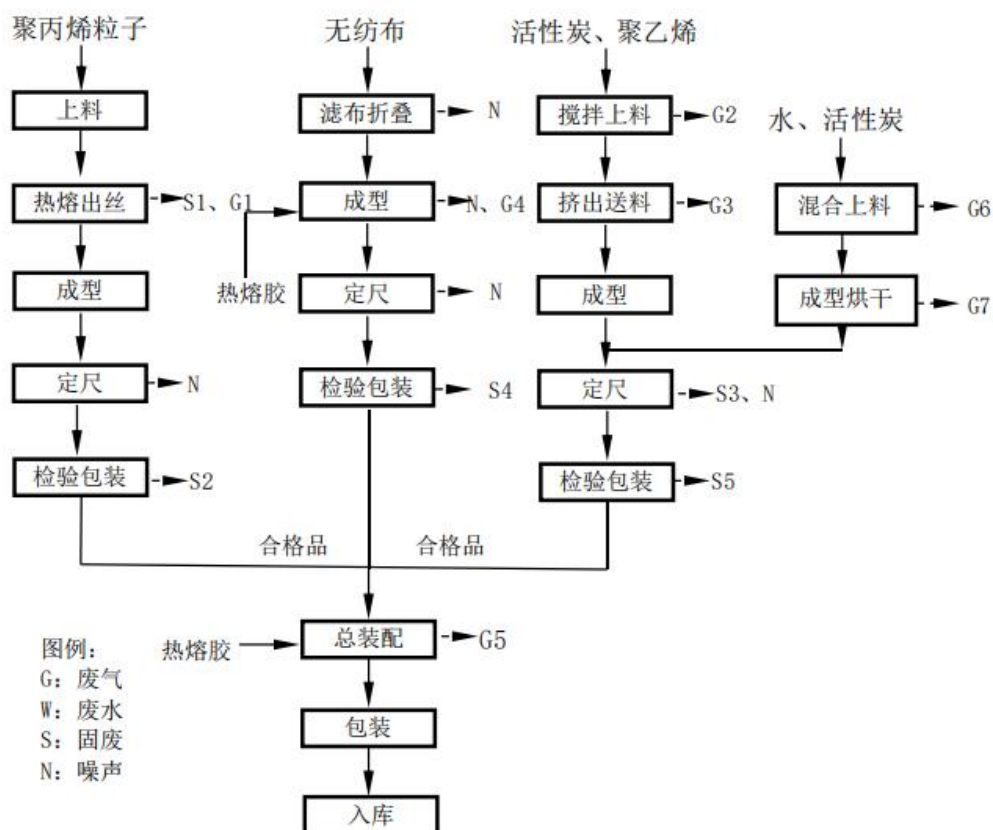 聚丙烯粒子 无纺布 活性炭、聚乙烯
上料 滤布折叠 N 搅拌上料 G2 水、活性炭
热熔出丝 S1、G1 成型 N、G4 挤出送料 G3 混合上料 G6
成型 热熔胶 定尺 N 成型 成型烘干 G7
定尺 N 检验包装 S4 定尺 S3、N
检验包装 S2 检验包装 S5
合格品 合格品
热熔胶 总装配 G5
图例：
G：废气
W：废水
S：固废
N：噪声
包装
入库